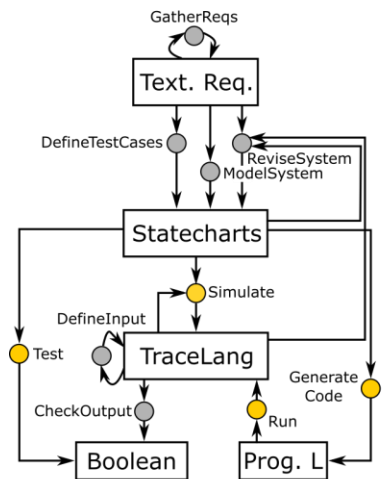 GatherReqs
Text. Req.
DefineTestCases
ReviseSystem
ModelSystem
Statecharts
Simulate
DefineInput
Test
TraceLang
Generate
Code
CheckOutput
Run
Boolean
Prog. L